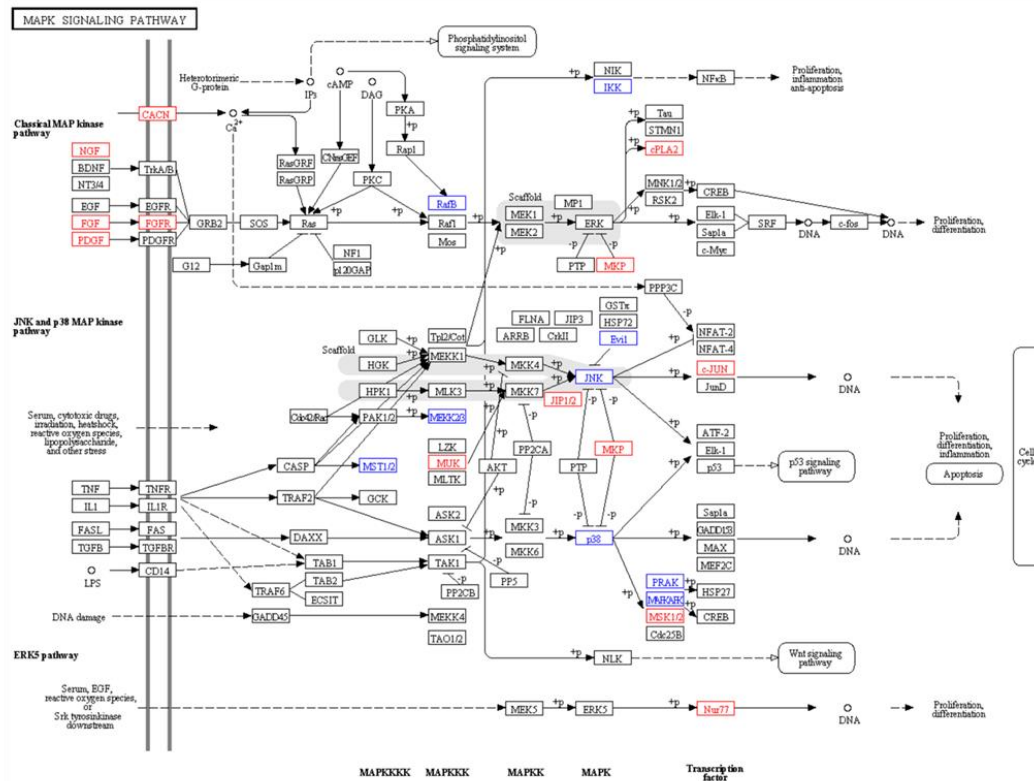 MAPK SIGNALING PATHWAY
Phosphatidylinositol
signaling system
Heterotorimeric
G-protein
IP3
cAMP
DAG
NIK
IKK
NFκB
Proliferation,
inflammation
anti-apoptosis
CACN
Ca2+
PKA
Rap1
Classical MAP kinase
pathway
Tau
STMN1
cPLA2
NGF
BDNF
NT3/4
TrkA/B
RasGRF
RasGRP
CNrasGEF
PKC
RafB
Scaffold
MP1
MNK1/2
RSK2
CREB
EGF
EGFR
FGF
FGFR
PDGF
PDGFR
GRB2
SOS
Ras
Raf1
Mos
MEK1
MEK2
ERK
Elk-1
Sap1a
c-Myc
SRF
DNA
c-fos
DNA
Proliferation,
differentiation
G12
Gap1m
NF1
p120GAP
PTP
MKP
PPP3C
JNK and p38 MAP kinase
pathway
Scaffold
GLK
HGK
HPK1
Tpl2/Cot
MEKK1
MLK3
FLNA
JIP3
ARRB
CrkII
GSTπ
HSP72
Evi1
NFAT-2
NFAT-4
MKK4
MKK7
JNK
JIP1/2
c-JUN
JunD
DNA
Cdc42/Rac
PAK1/2
MEKK2/3
Serum, cytotoxic drugs,
irradiation, heatshock,
reactive oxygen species,
lipopolysaccharide,
and other stress
LZK
MUK
MLTK
PP2CA
AKT
PTP
MKP
ATF-2
Elk-1
p53
p53 signaling
pathway
Proliferation,
differentiation,
inflammation
Apoptosis
Cell
cycle
CASP
MST1/2
TNF
TNFR
IL1
IL1R
TRAF2
GCK
ASK2
ASK1
MKK3
MKK6
p38
Sap1a
GADD153
MAX
MEF2C
DNA
FASL
FAS
TGFB
TGFBR
DAXX
LPS
CD14
TAB1
TAB2
ECSIT
TRAF6
TAK1
PP2CB
PP5
PRAK
MAPKAPK
MSK1/2
Cdc25B
HSP27
CREB
DNA damage
GADD45
MEKK4
TAO1/2
ERK5 pathway
NLK
Wnt signaling
pathway
Serum, EGF,
reactive oxygen species,
or
Srk tyrosinkinase
downstream
MEK5
ERK5
Nur77
DNA
Proliferation,
differentiation
MAPKKKK
MAPKKK
MAPKK
MAPK
Transcription
factor